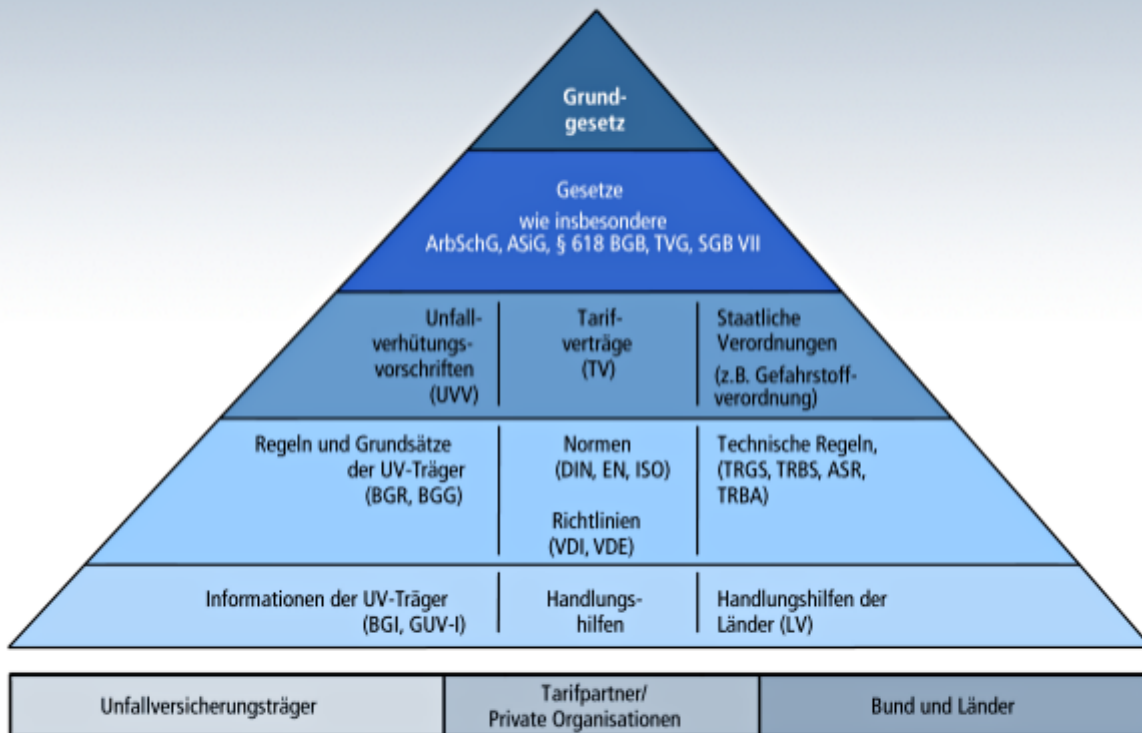 Grund-
gesetz
Gesetze
wie insbesondere
ArbSchG, ASiG, § 618 BGB, TVG, SGB VII
Unfall-
verhütungs-
vorschriften
(UVV)
Tarif-
verträge
(TV)
Staatliche
Verordnungen
(z.B. Gefahrstoff-
verordnung)
Regeln und Grundsätze
der UV-Träger
(BGR, BGG)
Normen
(DIN, EN, ISO)
Richtlinien
(VDI, VDE)
Technische Regeln,
(TRGS, TRBS, ASR,
TRBA)
Informationen der UV-Träger
(BGI, GUV-I)
Handlungs-
hilfen
Handlungshilfen der
Länder (LV)
Unfallversicherungsträger
Tarifpartner/
Private Organisationen
Bund und Länder